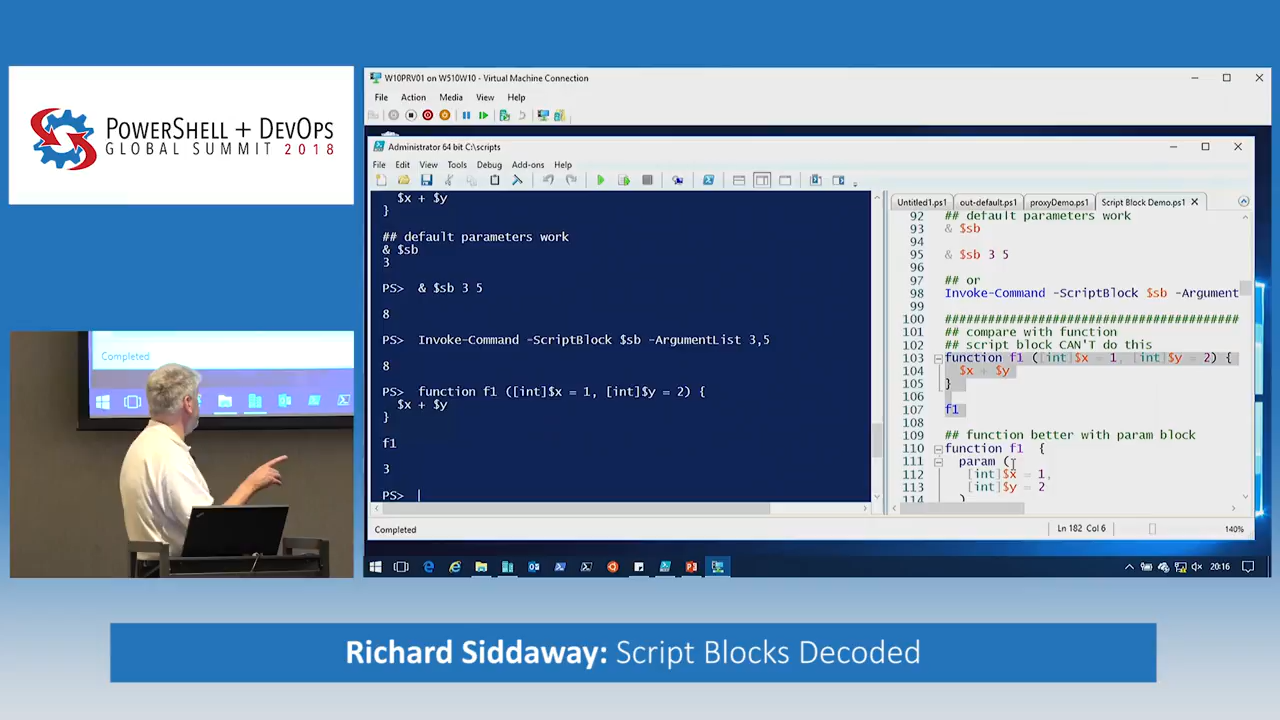 POWERSHELL + DEVOPS
GLOBAL SUMMIT 2018
Completed
W10PRV01 on W510W10 - Virtual Machine Connection
File Action Media View Help
Administrator 64 bit C:\scripts
File Edit View Tools Debug Add-ons Help
$x + $y
}
## default parameters work
& $sb
3
PS> & $sb 3 5
8
PS> Invoke-Command -ScriptBlock $sb -ArgumentList 3,5
8
PS> function f1 ([int]$x = 1, [int]$y = 2) {
$x + $y
}
f1
3
PS>
Untitled1.ps1 out-default.ps1 proxyDemo.ps1 Script Block Demo.ps1
92 ## default parameters work
93 & $sb
94
95 & $sb 3 5
96
97 ## or
98 Invoke-Command -ScriptBlock $sb -Argument
99
100 #########################################
101 ## compare with function
102 ## script block CAN'T do this
103 function f1 ([int]$x = 1, [int]$y = 2) {
104 $x + $y
105 }
106
107 f1
108
109 ## function better with param block
110 function f1 {
111 param (
112 [int]$x = 1,
113 [int]$y = 2
114 )
Completed
Ln 182 Col 6
140%
20:16
Richard Siddaway: Script Blocks Decoded